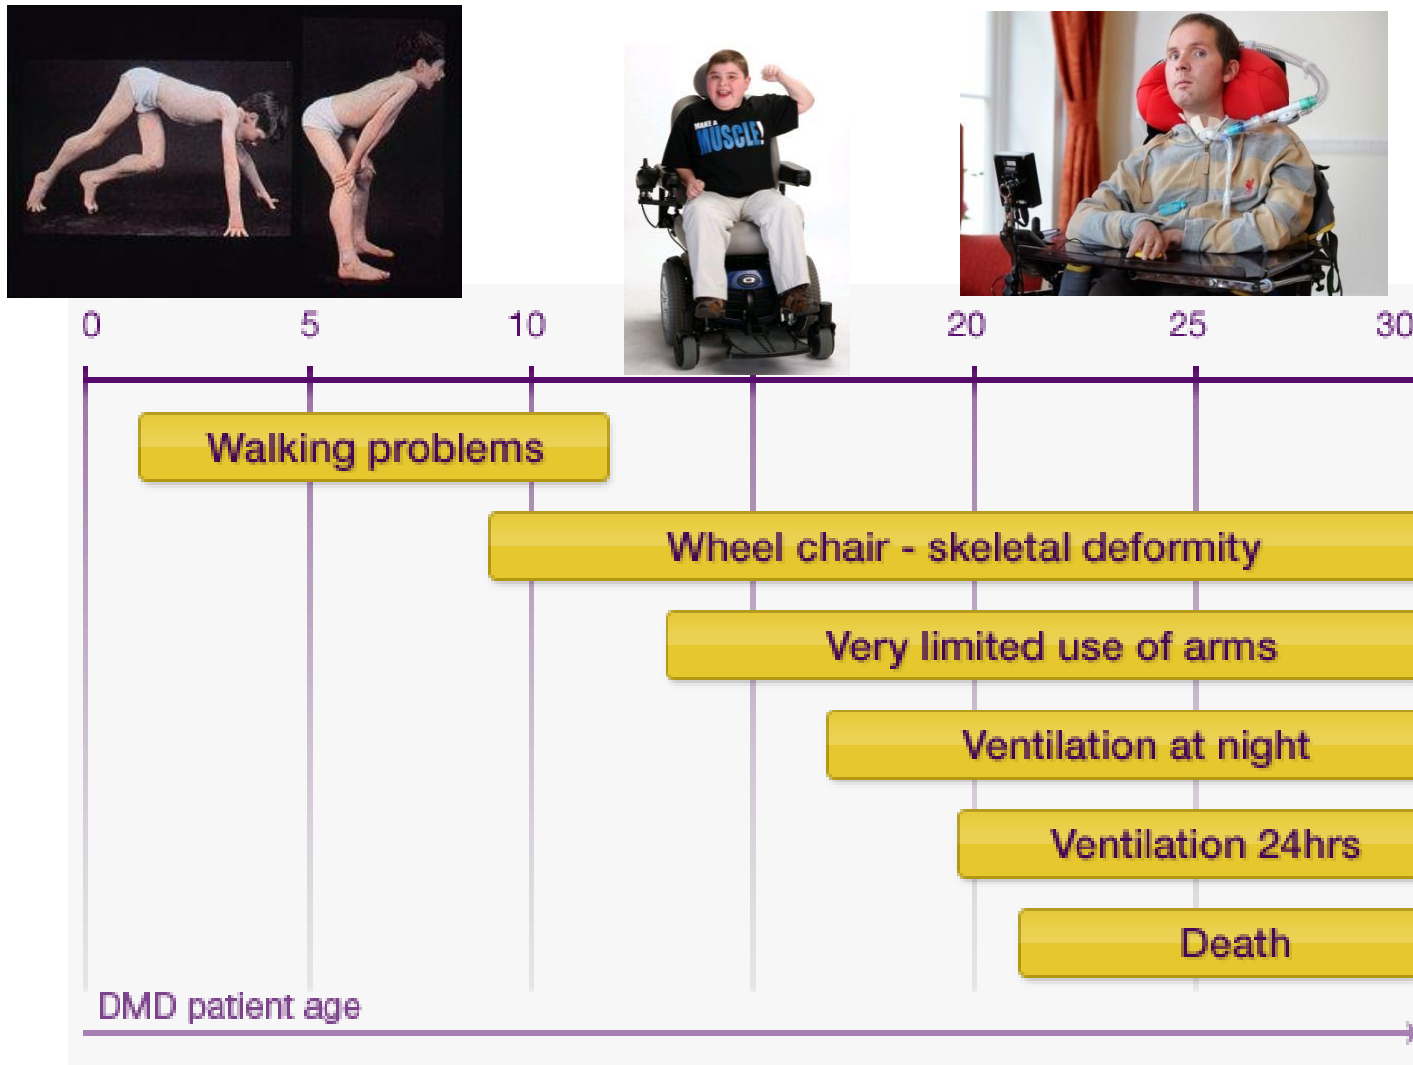 MAKE A
MUSCLE!
0 5 10 20 25 30
Walking problems
Wheel chair - skeletal deformity
Very limited use of arms
Ventilation at night
Ventilation 24hrs
Death
DMD patient age